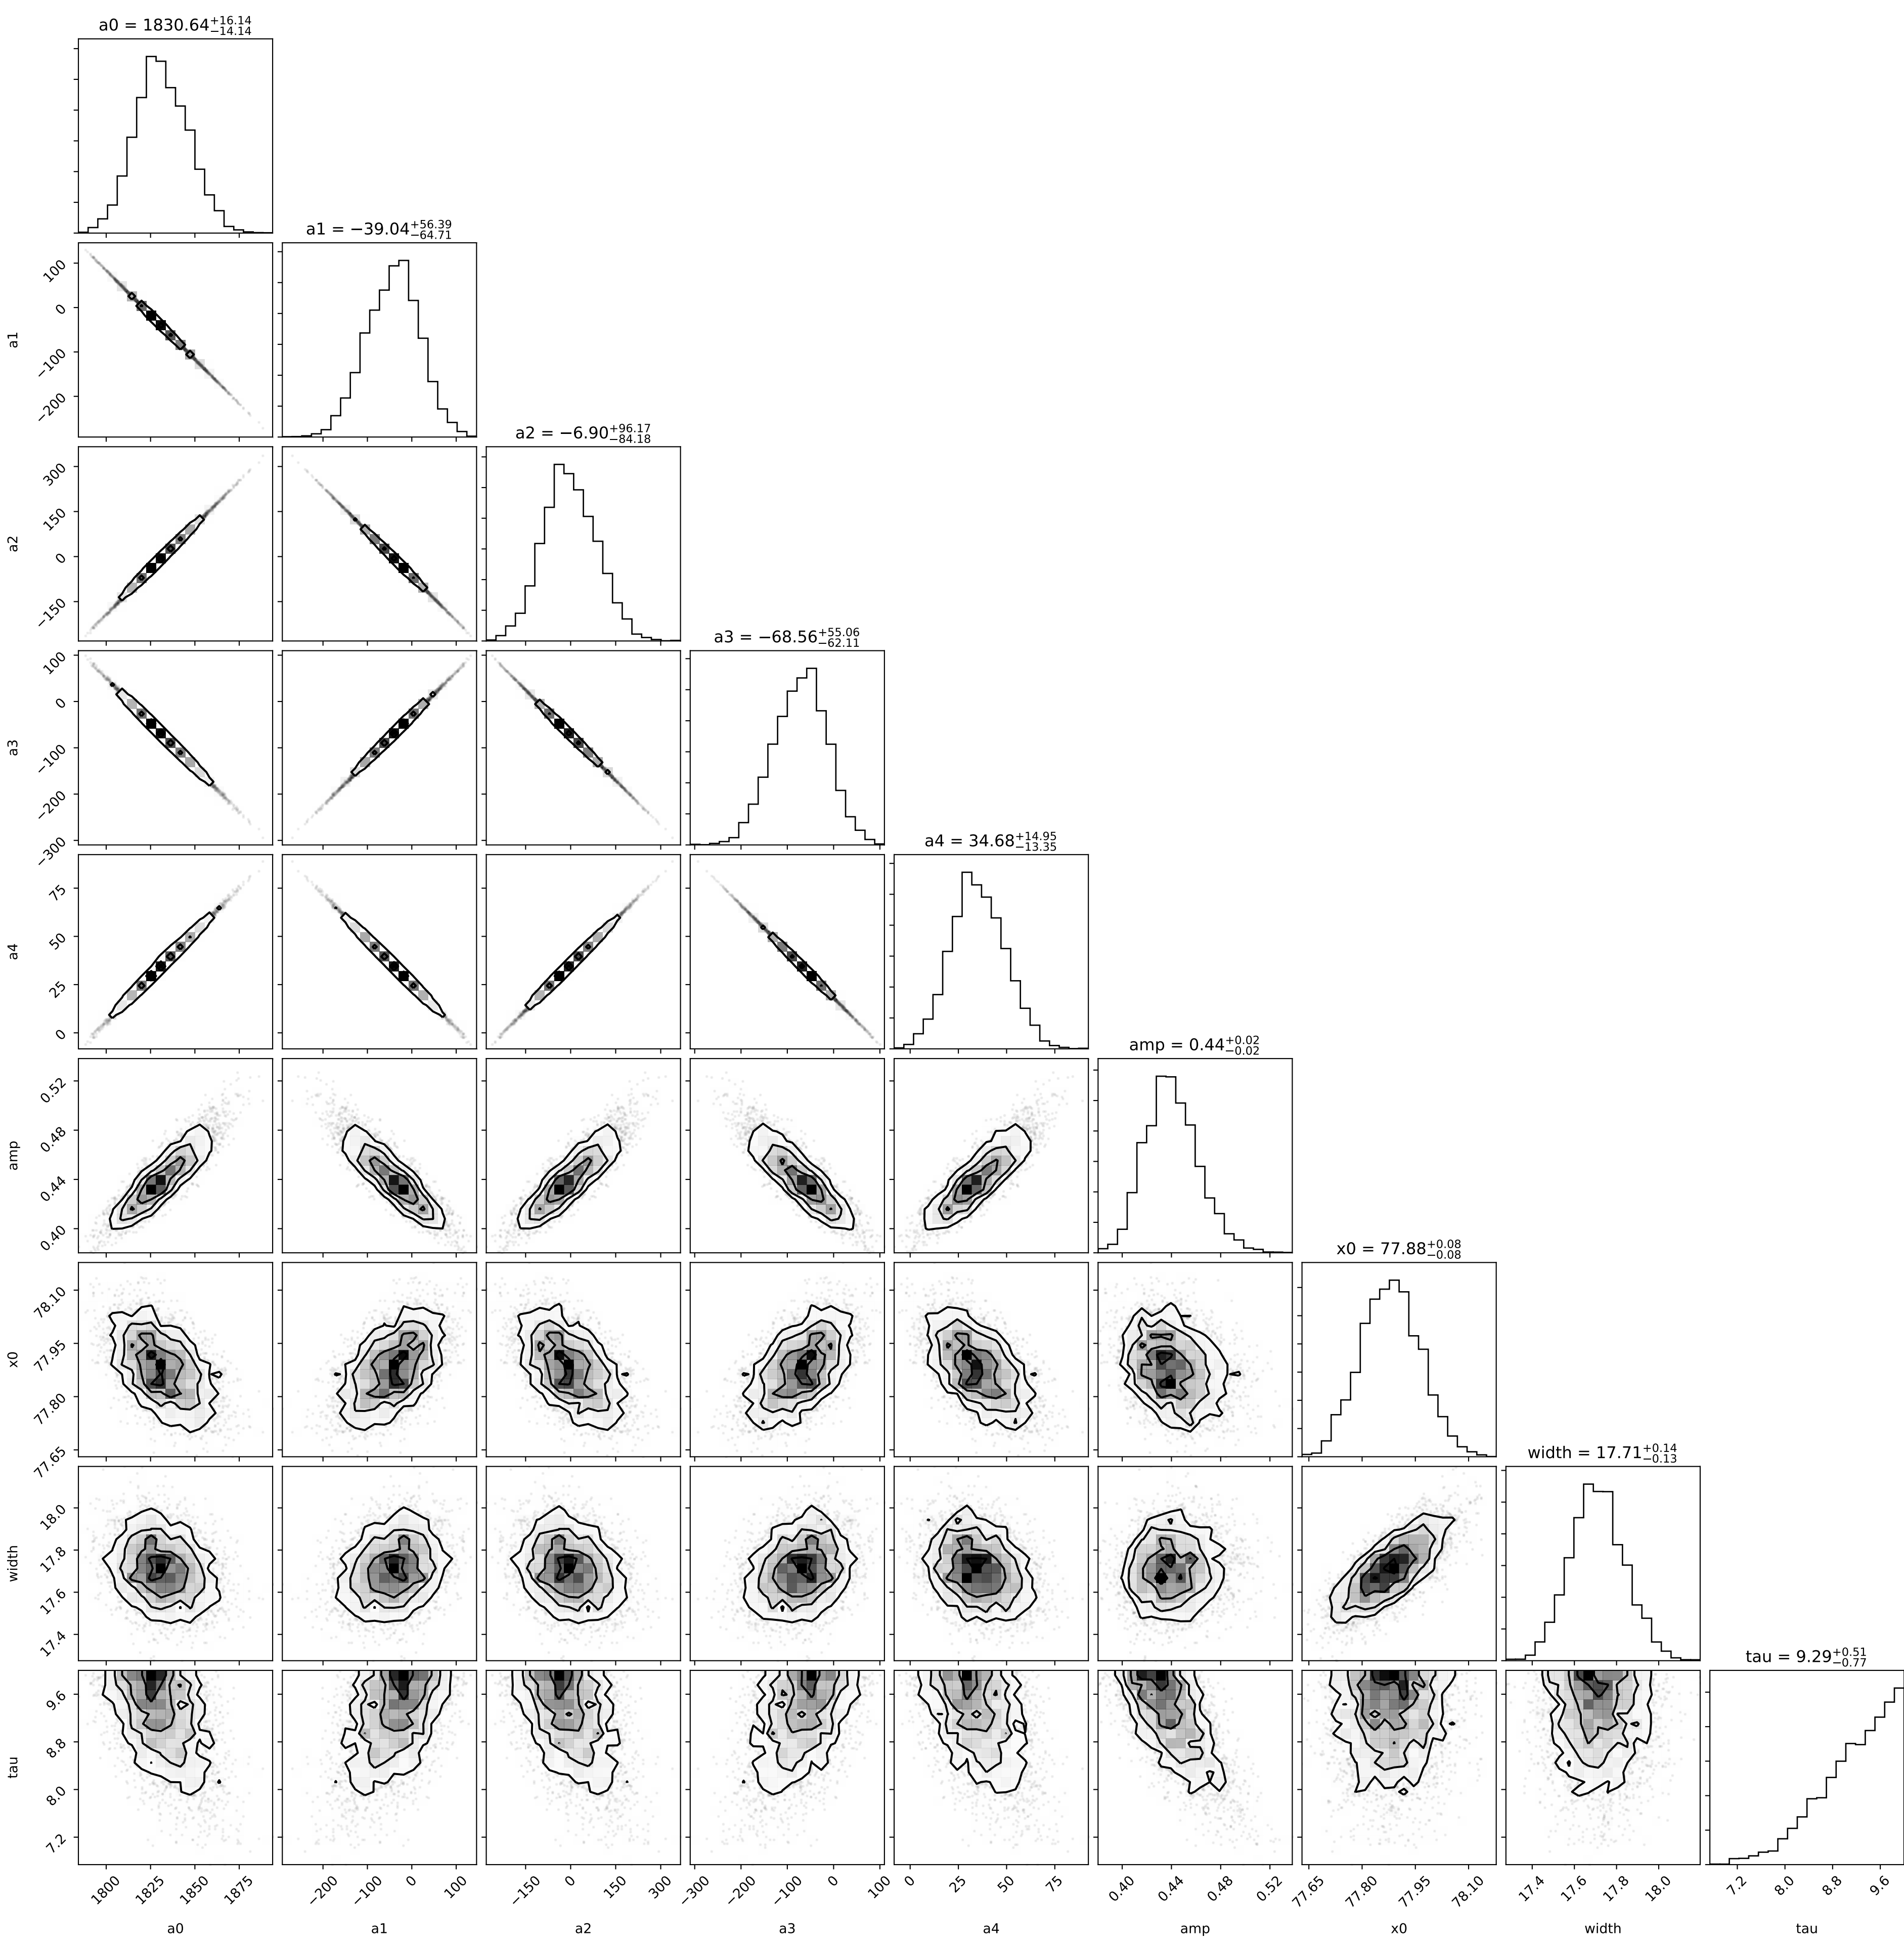 a0 = 1830.64+16.14−14.14
a1 = −39.04+56.39−64.71
100
0
−100
−200
a1
a2 = −6.90+96.17−84.18
300
150
0
−150
a2
a3 = −68.56+55.06−62.11
100
0
−100
−200
−300
a3
a4 = 34.68+14.95−13.35
75
50
25
0
a4
amp = 0.44+0.02−0.02
0.52
0.48
0.44
0.40
amp
x0 = 77.88+0.08−0.08
78.10
77.95
77.80
77.65
x0
width = 17.71+0.14−0.13
18.0
17.8
17.6
17.4
width
tau = 9.29+0.51−0.77
9.6
8.8
8.0
7.2
tau
1800 1825 1850 1875 −200 −100 0 100 −150 0 150 300 −300 −200 −100 0 100 0 25 50 75 0.40 0.44 0.48 0.52 77.65 77.80 77.95 78.10 17.4 17.6 17.8 18.0 7.2 8.0 8.8 9.6
a0 a1 a2 a3 a4 amp x0 width tau